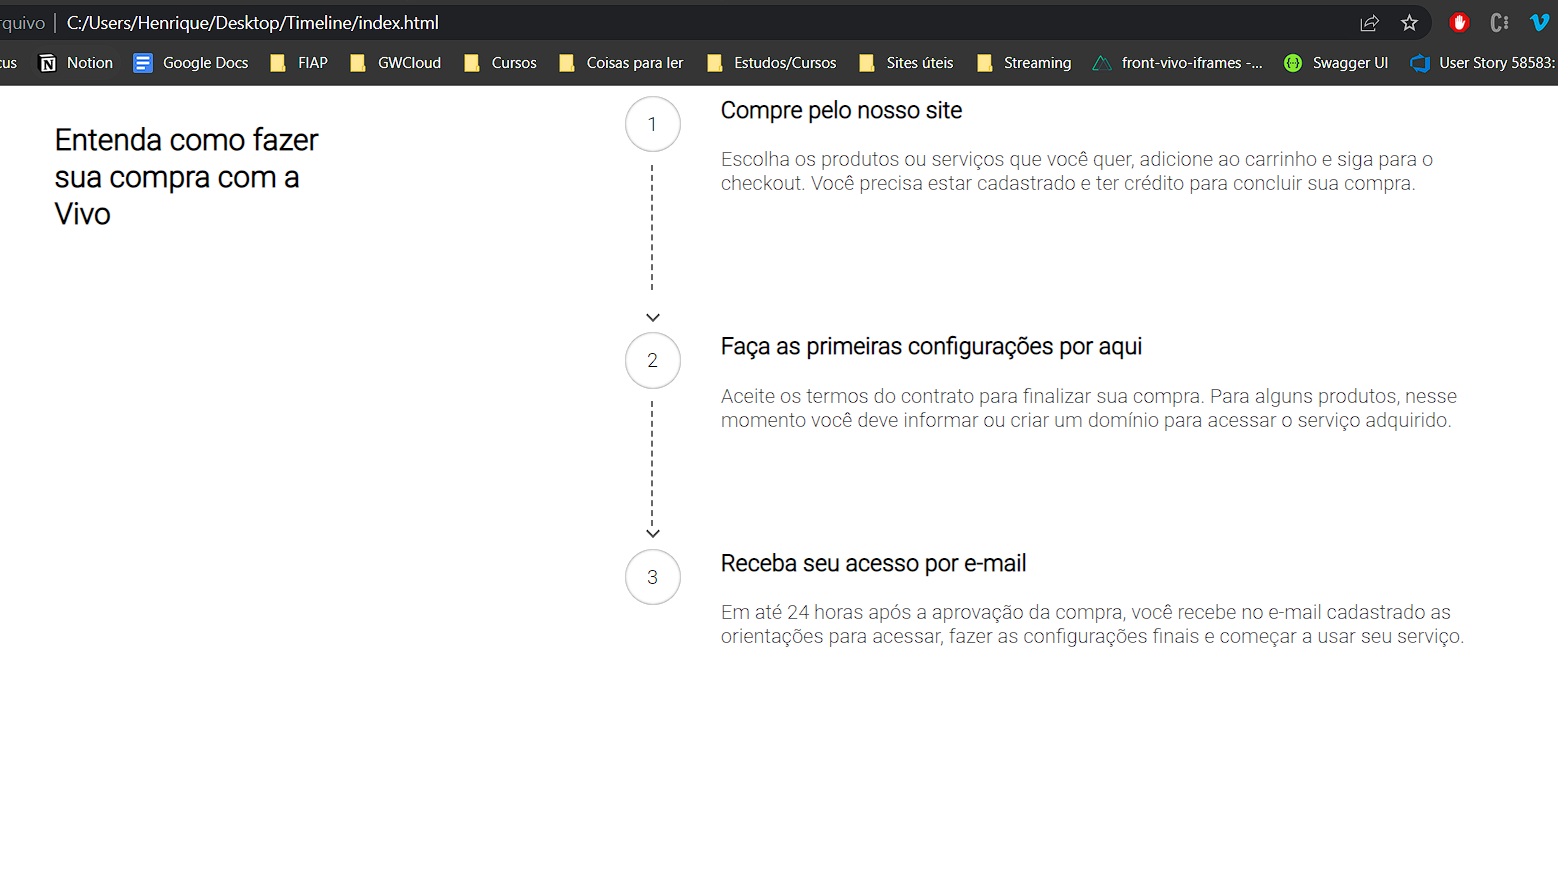 C:/Users/Henrique/Desktop/Timeline/index.html
Notion Google Docs FIAP GWCloud Cursos Coisas para ler Estudos/Cursos Sites úteis Streaming front-vivo-iframes -... Swagger UI User Story 58583:
Entenda como fazer
sua compra com a
Vivo
1
Compre pelo nosso site
Escolha os produtos ou serviços que você quer, adicione ao carrinho e siga para o
checkout. Você precisa estar cadastrado e ter crédito para concluir sua compra.
2
Faça as primeiras configurações por aqui
Aceite os termos do contrato para finalizar sua compra. Para alguns produtos, nesse
momento você deve informar ou criar um domínio para acessar o serviço adquirido.
3
Receba seu acesso por e-mail
Em até 24 horas após a aprovação da compra, você recebe no e-mail cadastrado as
orientações para acessar, fazer as configurações finais e começar a usar seu serviço.